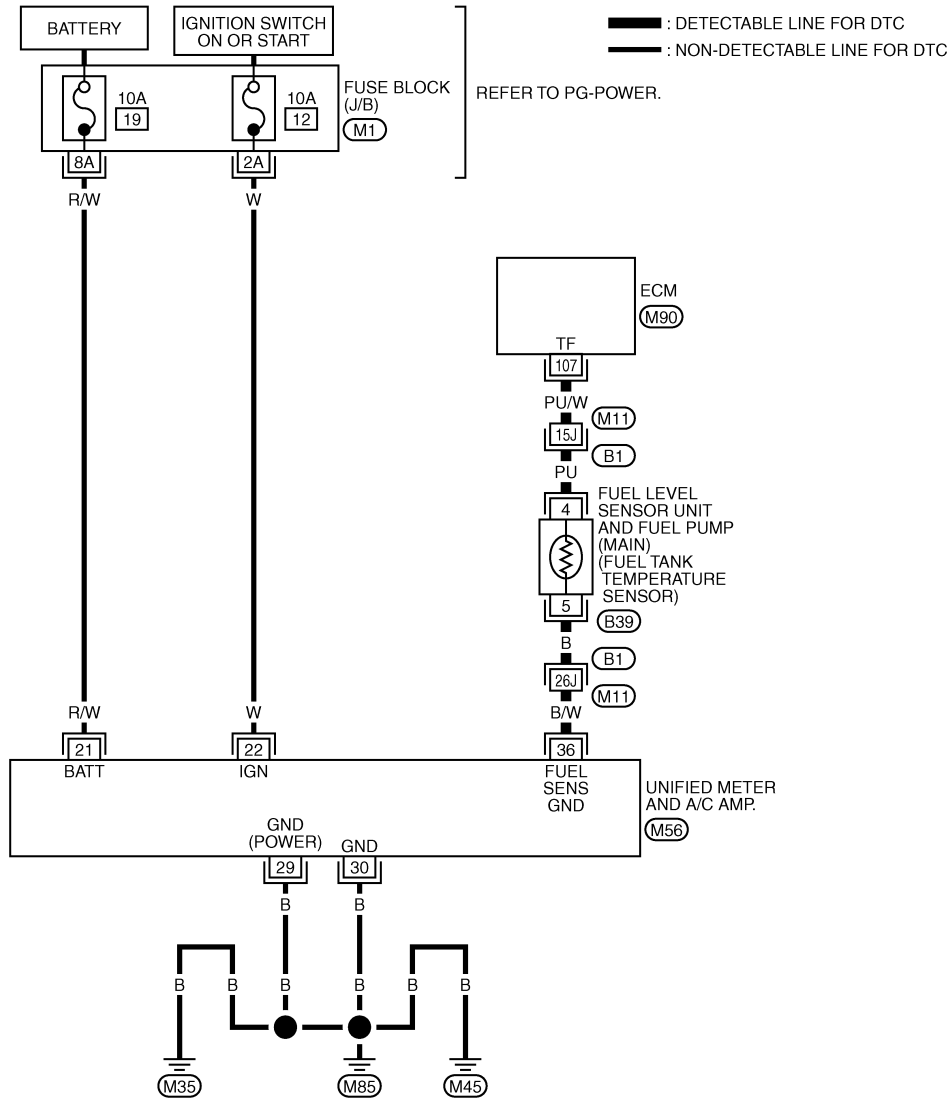 BATTERY
IGNITION SWITCH
ON OR START
: DETECTABLE LINE FOR DTC
: NON-DETECTABLE LINE FOR DTC
10A
19
10A
12
FUSE BLOCK
(J/B)
M1
REFER TO PG-POWER.
8A
2A
R/W
W
ECM
M90
TF
107
PU/W
M11
15J
B1
PU
4
FUEL LEVEL
SENSOR UNIT
AND FUEL PUMP
(MAIN)
(FUEL TANK
TEMPERATURE
SENSOR)
5
B39
B
B1
26J
M11
R/W
W
B/W
21
22
36
BATT
IGN
FUEL
SENS
GND
UNIFIED METER
AND A/C AMP.
M56
GND
(POWER)
GND
29
30
B
B
B
B
B
B
B
B
M35
M85
M45